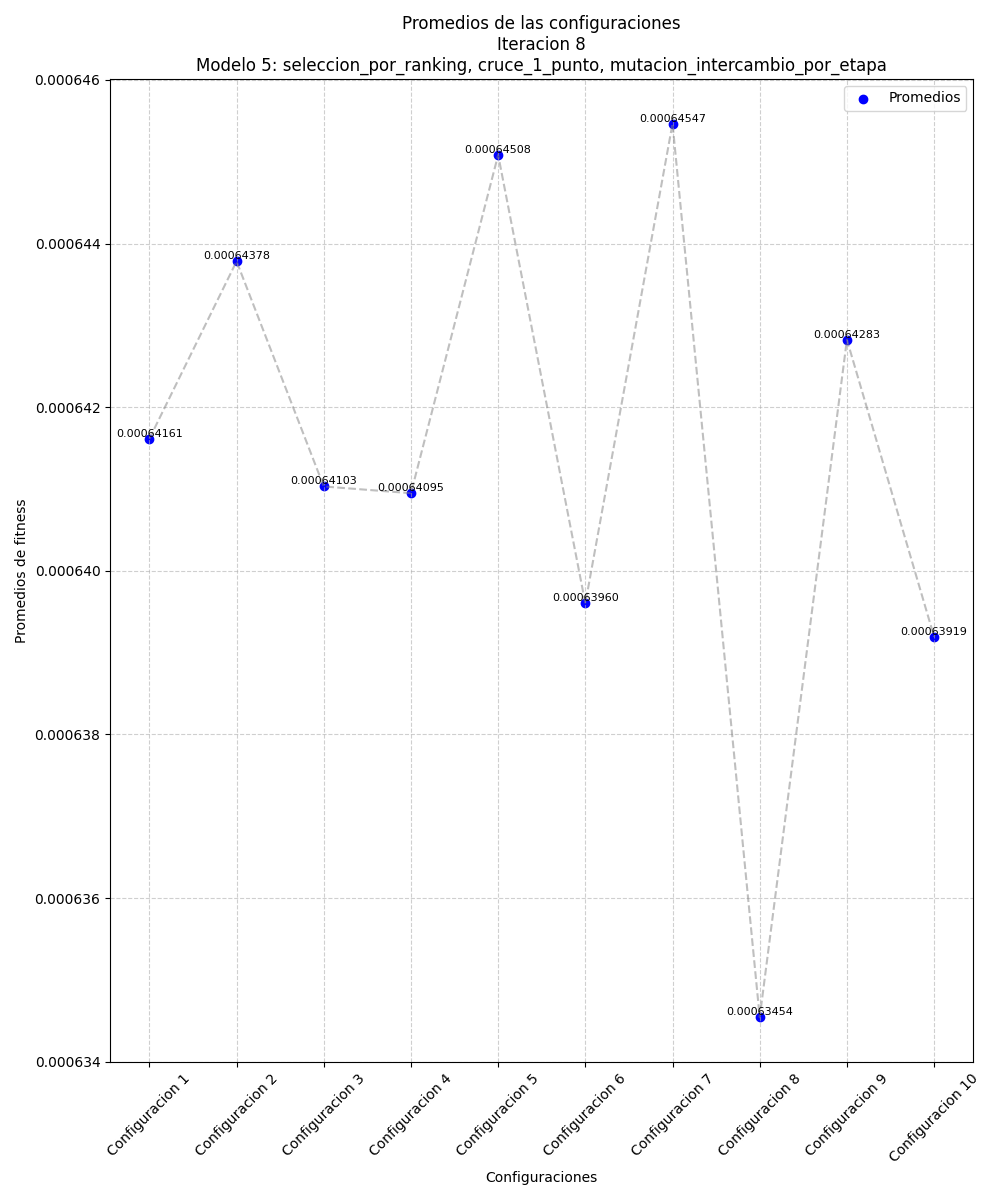 Promedios de las configuraciones
Iteracion 8
Modelo 5: seleccion_por_ranking, cruce_1_punto, mutacion_intercambio_por_etapa
0.000646
Promedios
0.00064547
0.00064508
0.00064378
0.000644
0.00064283
0.000642
0.00064161
0.00064103
0.00064095
0.000640
0.00063960
0.00063919
Promedios de fitness
0.000638
0.000636
0.00063454
0.000634
Configuracion 1
Configuracion 2
Configuracion 3
Configuracion 4
Configuracion 5
Configuracion 6
Configuracion 7
Configuracion 8
Configuracion 9
Configuracion 10
Configuraciones